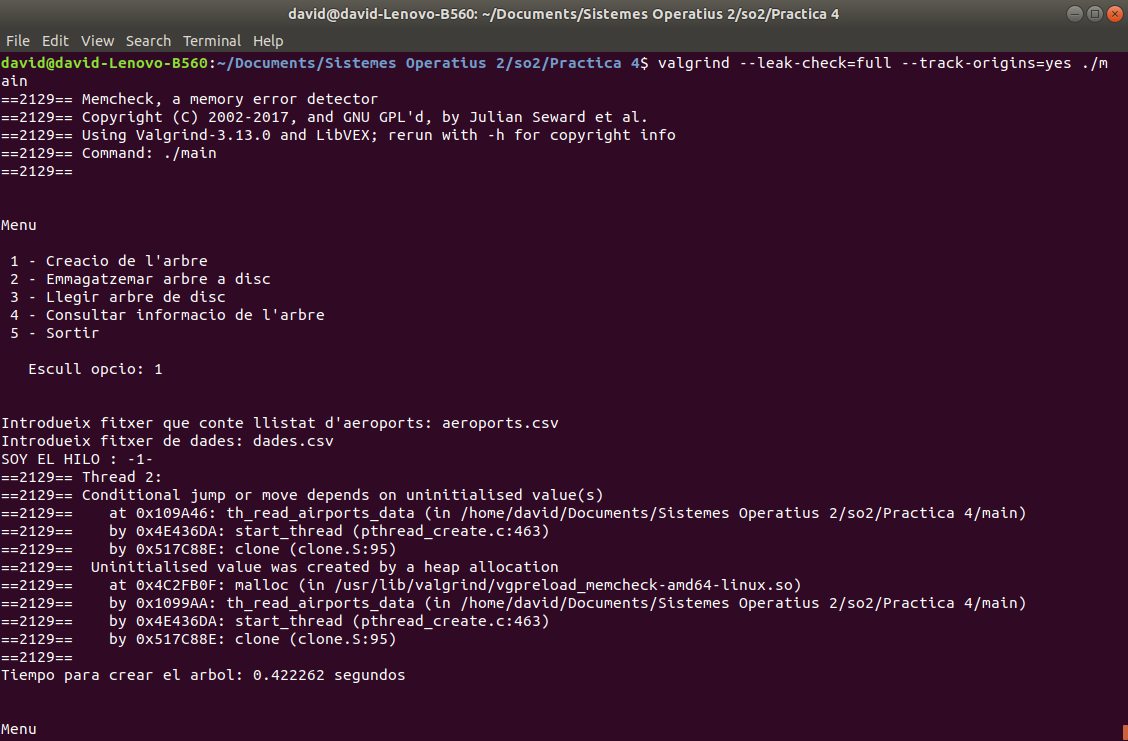 david@david-Lenovo-B560: ~/Documents/Sistemes Operatius 2/so2/Practica 4
File Edit View Search Terminal Help
david@david-Lenovo-B560:~/Documents/Sistemes Operatius 2/so2/Practica 4$ valgrind --leak-check=full --track-origins=yes ./m
ain
==2129== Memcheck, a memory error detector
==2129== Copyright (C) 2002-2017, and GNU GPL'd, by Julian Seward et al.
==2129== Using Valgrind-3.13.0 and LibVEX; rerun with -h for copyright info
==2129== Command: ./main
==2129==
Menu
1 - Creacio de l'arbre
2 - Emmagatzemar arbre a disc
3 - Llegir arbre de disc
4 - Consultar informacio de l'arbre
5 - Sortir
Escull opcio: 1
Introdueix fitxer que conte llistat d'aeroports: aeroports.csv
Introdueix fitxer de dades: dades.csv
SOY EL HILO : -1-
==2129== Thread 2:
==2129== Conditional jump or move depends on uninitialised value(s)
==2129==    at 0x109A46: th_read_airports_data (in /home/david/Documents/Sistemes Operatius 2/so2/Practica 4/main)
==2129==    by 0x4E436DA: start_thread (pthread_create.c:463)
==2129==    by 0x517C88E: clone (clone.S:95)
==2129==  Uninitialised value was created by a heap allocation
==2129==    at 0x4C2FB0F: malloc (in /usr/lib/valgrind/vgpreload_memcheck-amd64-linux.so)
==2129==    by 0x1099AA: th_read_airports_data (in /home/david/Documents/Sistemes Operatius 2/so2/Practica 4/main)
==2129==    by 0x4E436DA: start_thread (pthread_create.c:463)
==2129==    by 0x517C88E: clone (clone.S:95)
==2129==
Tiempo para crear el arbol: 0.422262 segundos
Menu